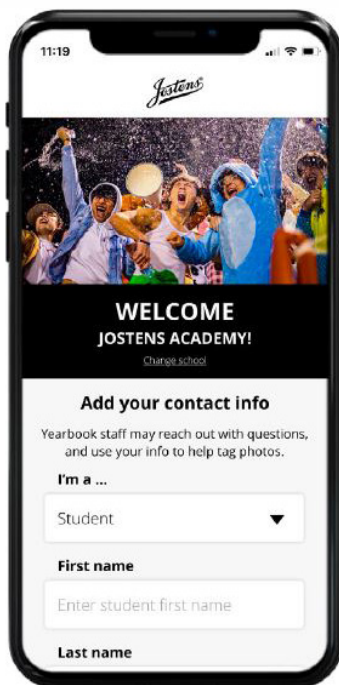 11:19
Jostens
WELCOME
JOSTENS ACADEMY!
Change school
Add your contact info
Yearbook staff may reach out with questions,
and use your info to help tag photos.
I'm a ...
Student
First name
Enter student first name
Last name